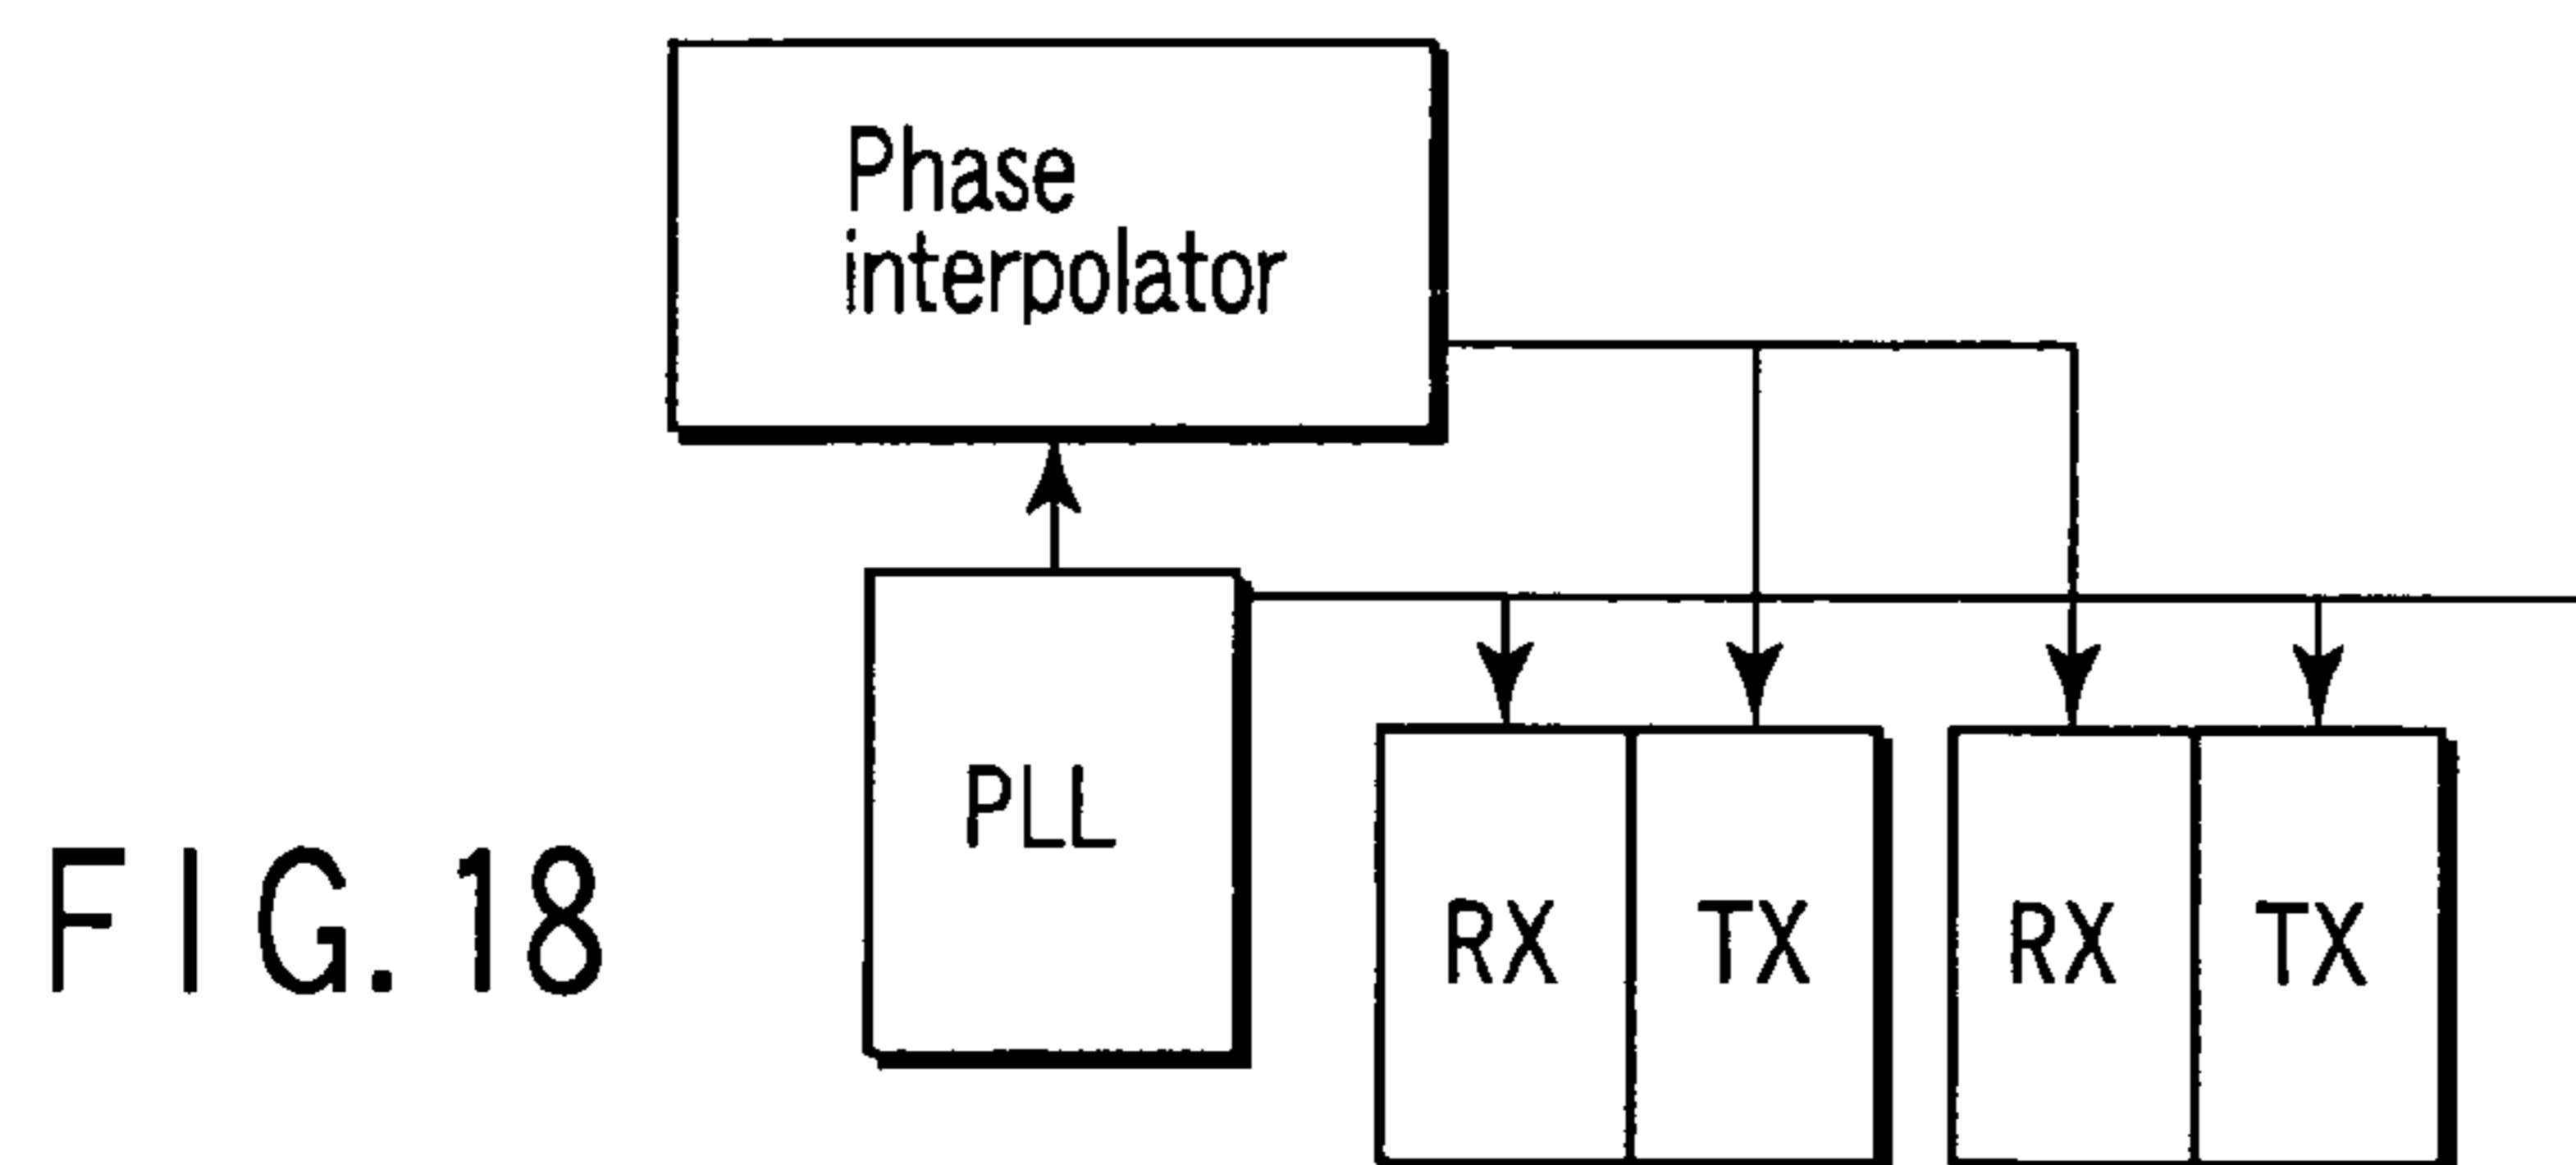 Phase
interpolator
PLL
RX TX RX TX
FIG.18